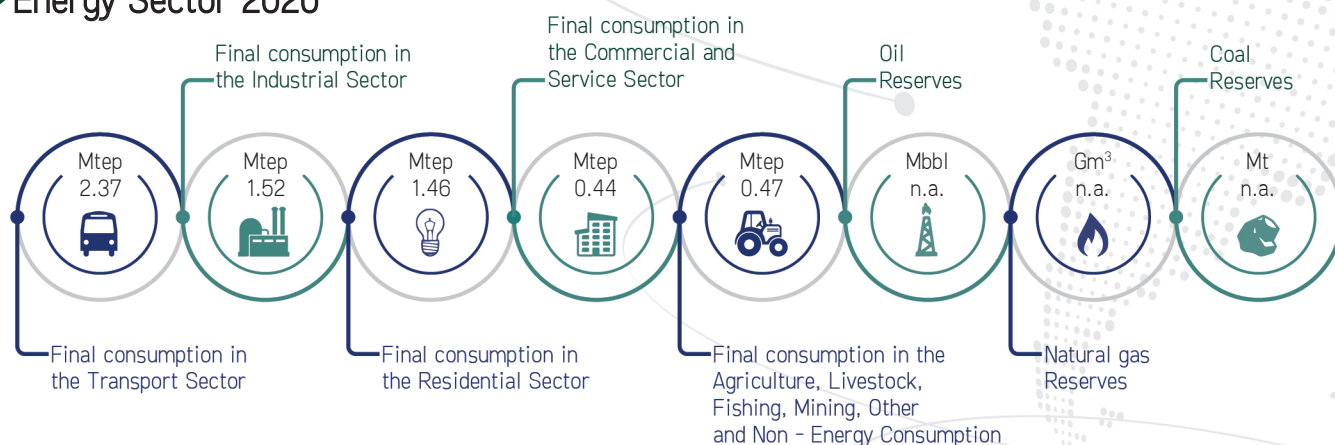 Energy Sector 2020
Final consumption in
the Industrial Sector
Final consumption in
the Commercial and
Service Sector
Oil
Reserves
Coal
Reserves
Mtep
2.37
Mtep
1.52
Mtep
1.46
Mtep
0.44
Mtep
0.47
Mbbl
n.a.
Gm³
n.a.
Mt
n.a.
Final consumption in
the Transport Sector
Final consumption in
the Residential Sector
Final consumption in the
Agriculture, Livestock,
Fishing, Mining, Other
and Non - Energy Consumption
Natural gas
Reserves